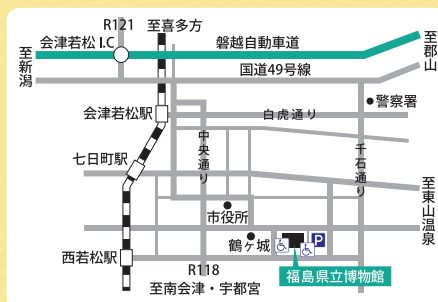 R121
至喜多方
会津若松 I.C
磐越自動車道
至郡山
至新潟
国道49号線
警察署
会津若松駅
白虎通り
中央通り
千石通り
七日町駅
至東山温泉
市役所
鶴ヶ城
P
西若松駅
R118
福島県立博物館
至南会津・宇都宮